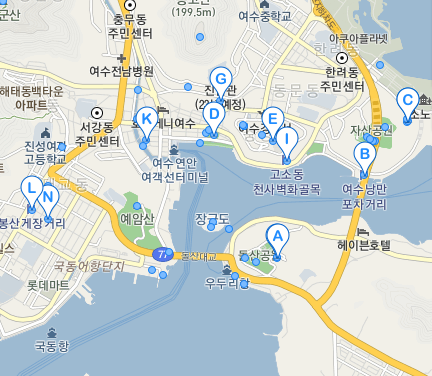 충무동
주민센터
(199.5m)
여수중학교
아쿠아플라넷
여수전남병원
해태동백타운
아파트
한려동
주민센터
G
C
D
E
I
K
B
서강동
주민센터
동문동
자산공원
진성여자
고등학교
여수연안
여객선터미널
고소동
천사벽화골목
여수낭만
포차거리
L
N
봉산게장거리
예암산
장군도
A
헤이븐호텔
돌산공원
77
돌산대교
국동어항단지
우두리항
롯데마트
국동항